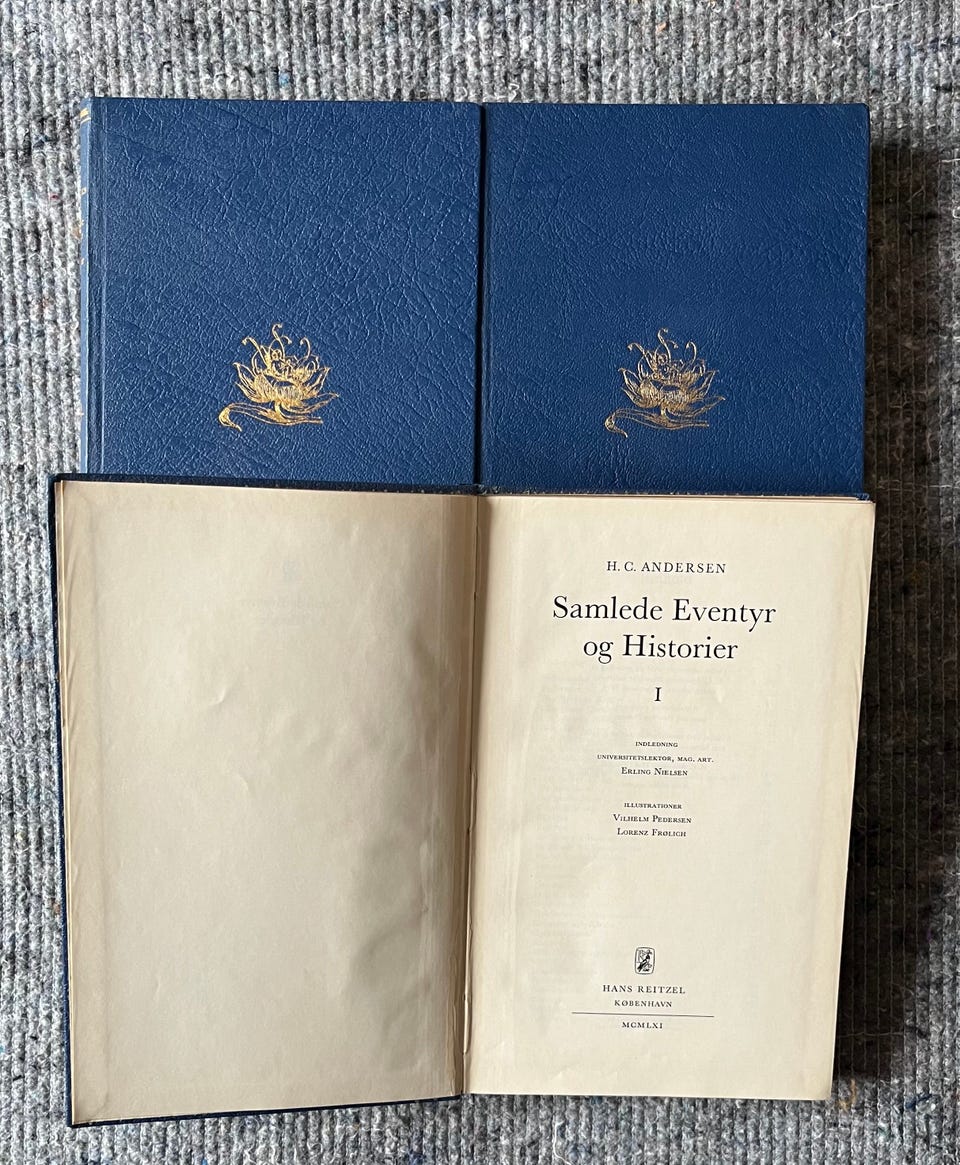 H. C. ANDERSEN
Samlede Eventyr
og Historier
I
INDLEDNING
UNIVERSITETSLEKTOR, MAG. ART.
ERLING NIELSEN
ILLUSTRATIONER
VILHELM PEDERSEN
LORENZ FRØLICH
HANS REITZEL
KØBENHAVN
MCMLXI